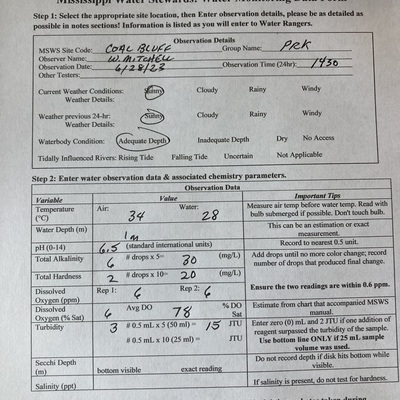 Mississippi Water Stewards: Water Monitoring Data Form
Step 1: Select the appropriate site location, then Enter observation details, please be as detailed as
possible in notes sections! Information is listed as you will enter to Water Rangers.
Observation Details
MSWS Site Code: COAL BLUFF Group Name: PRK
Observer Name: W. MITCHELL
Observation Date: 6/28/23 Observation Time (24hr): 1430
Other Testers:
Current Weather Conditions: Sunny Cloudy Rainy Windy
Weather Details:
Weather previous 24-hr: Sunny Cloudy Rainy Windy
Weather Details:
Waterbody Condition: Adequate Depth Inadequate Depth Dry No Access
Tidally Influenced Rivers: Rising Tide Falling Tide Uncertain Not Applicable
Step 2: Enter water observation data & associated chemistry parameters.
Observation Data
Variable Value Important Tips
Temperature (°C) Air: 34 Water: 28 Measure air temp before water temp. Read with
bulb submerged if possible. Don't touch bulb.
Water Depth (m) 1m This can be an estimation or exact
measurement.
pH (0-14) 6.5 (standard international units) Record to nearest 0.5 unit.
Total Alkalinity 6 # drops x 5= 30 (mg/L) Add drops until no more color change; record
number of drops that produced final change.
Total Hardness 2 # drops x 10= 20 (mg/L)
Dissolved Oxygen (ppm) Rep 1: 6 Rep 2: 6 Ensure the two readings are within 0.6 ppm.
Dissolved Oxygen (% Sat) 6 Avg DO 78 % DO Sat Estimate from chart that accompanied MSWS
manual.
Turbidity 3 # 0.5 mL x 5 (50 ml) = 15 JTU Enter zero (0) mL and 2 JTU if one addition of
reagent surpassed the turbidity of the sample.
# 0.5 mL x 10 (25 ml) = JTU Use bottom line ONLY if 25 mL sample
volume was used.
Secchi Depth (m) bottom visible exact reading Do not record depth if disk hits bottom while
visible.
Salinity (ppt) If salinity is present, do not test for hardness.